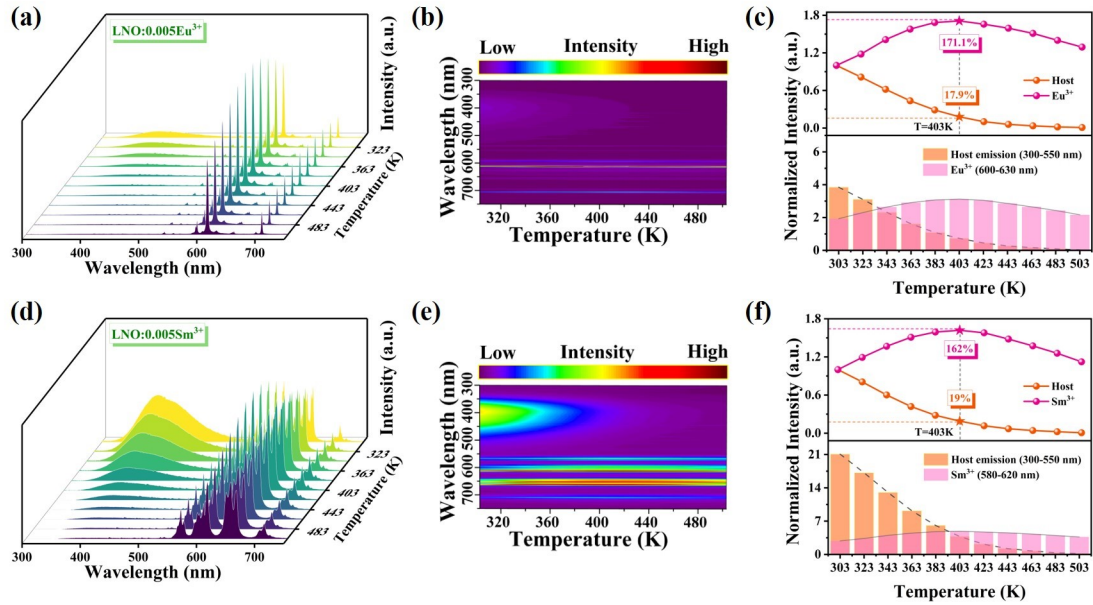 (a)
LNO:0.005Eu³⁺
Intensity (a.u.)
323
363
403
443
483
Temperature (K)
300 400 500 600 700
Wavelength (nm)
(b)
Low Intensity High
300
400
500
600
700
Wavelength (nm)
320 360 400 440 480
Temperature (K)
(c)
1.8
1.2
0.6
0.0
171.1%
17.9%
Host
Eu³⁺
T=403K
Normalized Intensity (a.u.)
6
4
2
0
Host emission (300-550 nm)
Eu³⁺ (600-630 nm)
303 323 343 363 383 403 423 443 463 483 503
Temperature (K)
(d)
LNO:0.005Sm³⁺
Intensity (a.u.)
323
363
403
443
483
Temperature (K)
300 400 500 600 700
Wavelength (nm)
(e)
Low Intensity High
300
400
500
600
700
Wavelength (nm)
320 360 400 440 480
Temperature (K)
(f)
1.8
1.2
0.6
0.0
162%
19%
Host
Sm³⁺
T=403K
Normalized Intensity (a.u.)
21
14
7
0
Host emission (300-550 nm)
Sm³⁺ (580-620 nm)
303 323 343 363 383 403 423 443 463 483 503
Temperature (K)